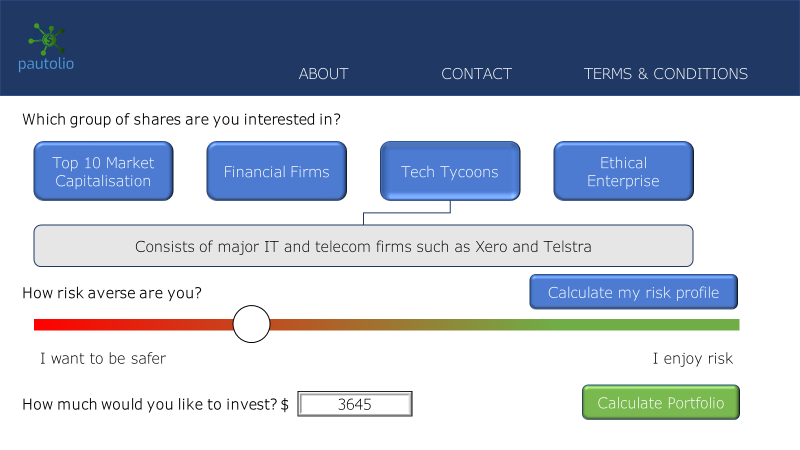 pautolio
ABOUT
CONTACT
TERMS & CONDITIONS
Which group of shares are you interested in?
Top 10 Market
Capitalisation
Financial Firms
Tech Tycoons
Ethical
Enterprise
Consists of major IT and telecom firms such as Xero and Telstra
How risk averse are you?
Calculate my risk profile
I want to be safer
I enjoy risk
How much would you like to invest? $
3645
Calculate Portfolio